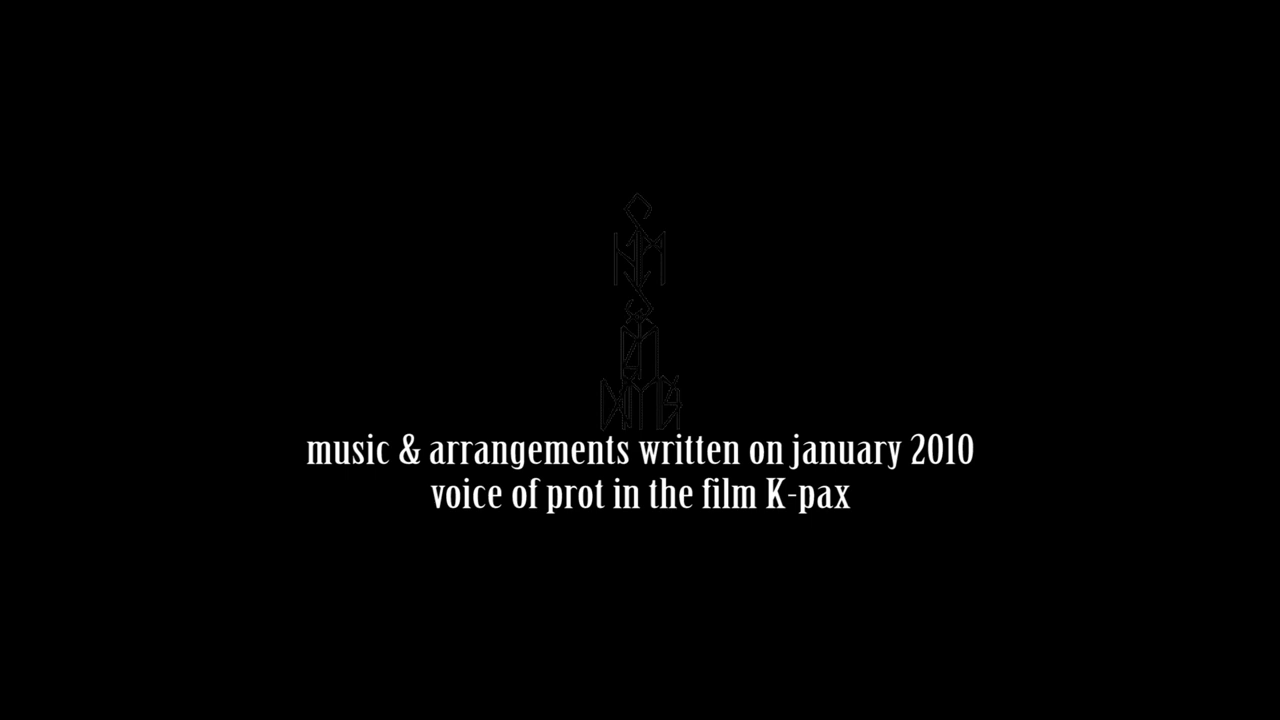 music & arrangements written on january 2010
voice of prot in the film K-pax